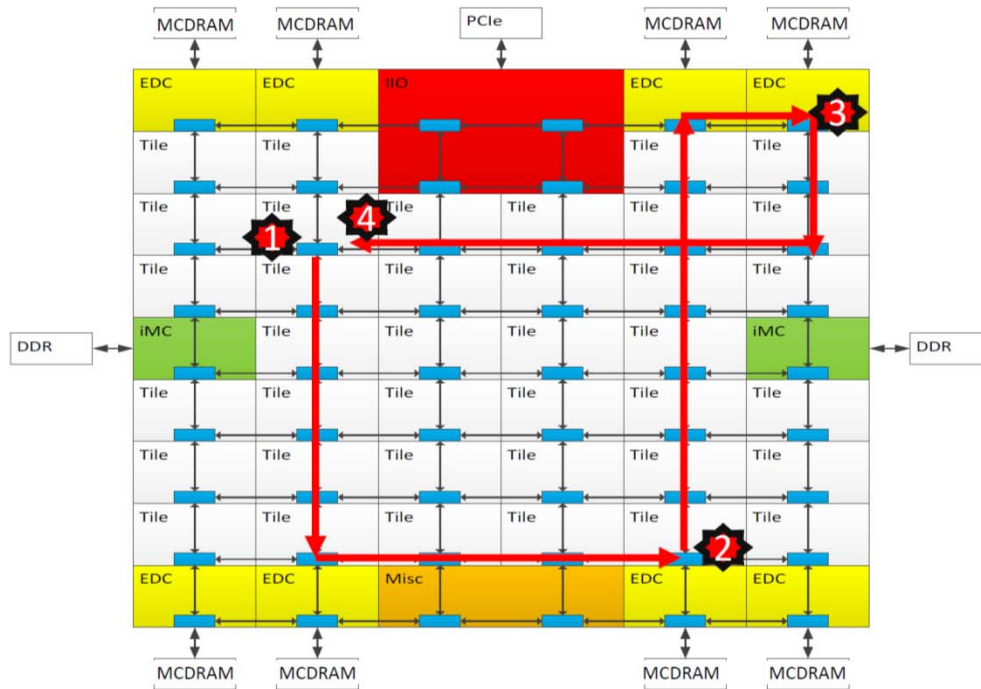 MCDRAM MCDRAM PCIe MCDRAM MCDRAM
EDC EDC IIO EDC EDC
3
Tile Tile Tile Tile
Tile Tile Tile Tile Tile Tile
1 4
Tile Tile Tile Tile Tile Tile
DDR iMC Tile Tile Tile Tile iMC DDR
Tile Tile Tile Tile Tile Tile
Tile Tile Tile Tile Tile Tile
Tile Tile Tile Tile Tile Tile
2
EDC EDC Misc EDC EDC
MCDRAM MCDRAM MCDRAM MCDRAM